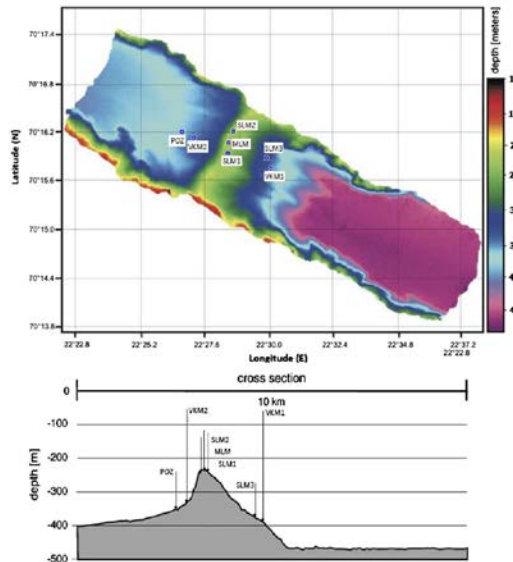 depth [meters]
70°17.4
70°16.8
70°16.2
70°15.6
70°15.0
70°14.4
70°13.8
Latitude (N)
SLM2
POZ
VKM2
MLM
SLM1
SLM3
VKM1
22°22.8
22°25.2
22°27.6
22°30.0
22°32.4
22°34.8
22°37.2
22°22.8
Longitude (E)
cross section
10 km
0
-100
-200
-300
-400
-500
depth [m]
VKM2
VKM1
SLM2
MLM
SLM1
POZ
SLM3